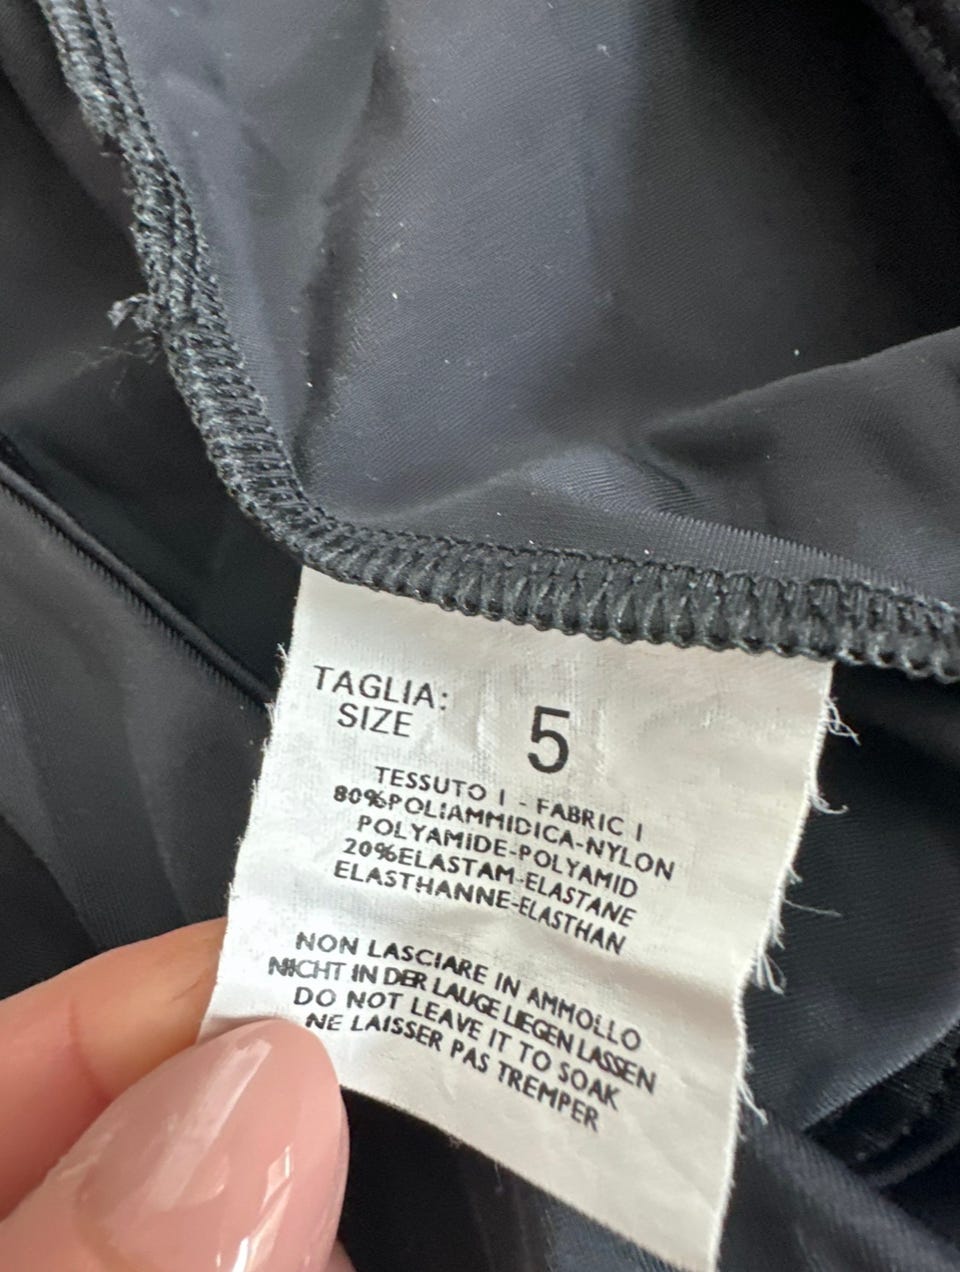 TAGLIA:
SIZE
5
TESSUTO I - FABRIC I
80%POLIAMMIDICA-NYLON
POLYAMIDE-POLYAMID
20%ELASTAM-ELASTANE
ELASTHANNE-ELASTHAN
NON LASCIARE IN AMMOLLO
NICHT IN DER LAUGE LIEGEN LASSEN
DO NOT LEAVE IT TO SOAK
NE LAISSER PAS TREMPER